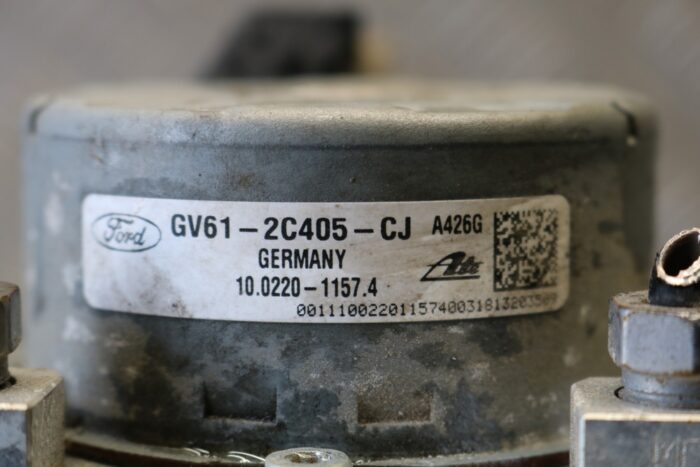 Ford GV61-2C405-CJ A426G
GERMANY
Ate
10.0220-1157.4
0011100220115740031813203509